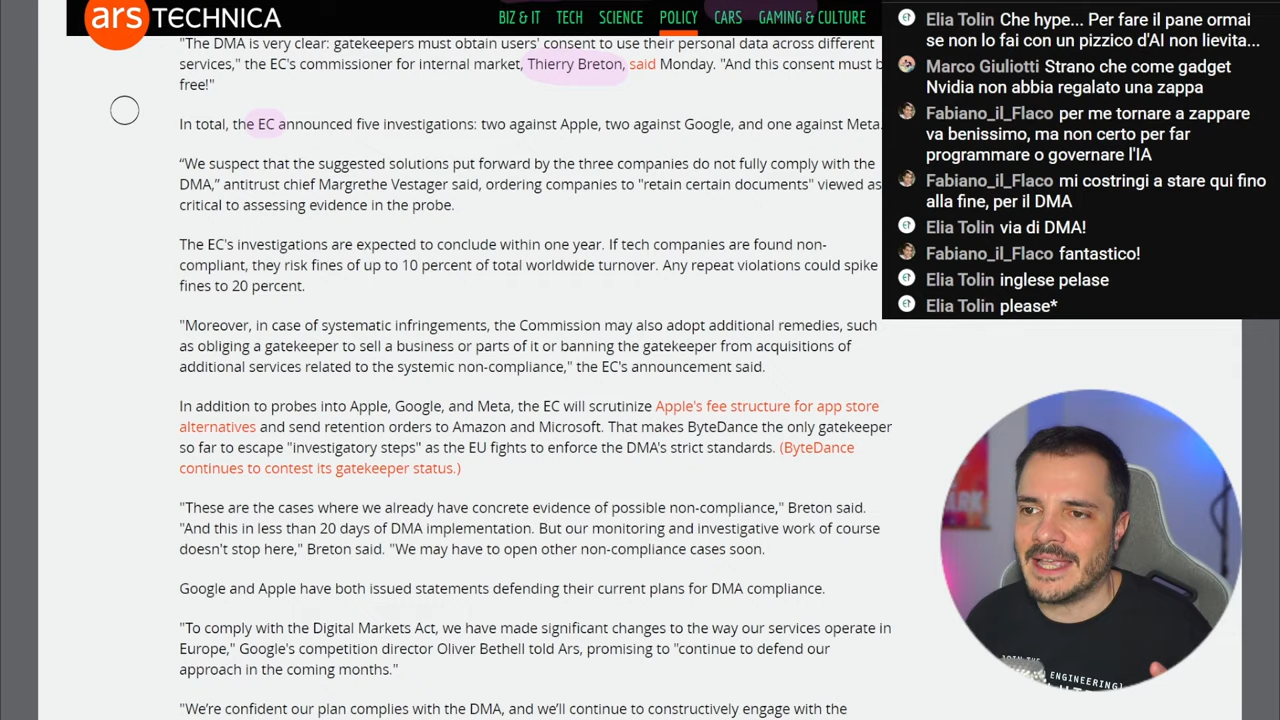 ars TECHNICA
BIZ & IT TECH SCIENCE POLICY CARS GAMING & CULTURE
"The DMA is very clear: gatekeepers must obtain users' consent to use their personal data across different
services," the EC's commissioner for internal market, Thierry Breton, said Monday. "And this consent must b
free!"
In total, the EC announced five investigations: two against Apple, two against Google, and one against Meta.
“We suspect that the suggested solutions put forward by the three companies do not fully comply with the
DMA,” antitrust chief Margrethe Vestager said, ordering companies to "retain certain documents" viewed as
critical to assessing evidence in the probe.
The EC's investigations are expected to conclude within one year. If tech companies are found non-
compliant, they risk fines of up to 10 percent of total worldwide turnover. Any repeat violations could spike
fines to 20 percent.
"Moreover, in case of systematic infringements, the Commission may also adopt additional remedies, such
as obliging a gatekeeper to sell a business or parts of it or banning the gatekeeper from acquisitions of
additional services related to the systemic non-compliance," the EC's announcement said.
In addition to probes into Apple, Google, and Meta, the EC will scrutinize Apple's fee structure for app store
alternatives and send retention orders to Amazon and Microsoft. That makes ByteDance the only gatekeeper
so far to escape "investigatory steps" as the EU fights to enforce the DMA's strict standards. (ByteDance
continues to contest its gatekeeper status.)
"These are the cases where we already have concrete evidence of possible non-compliance," Breton said.
"And this in less than 20 days of DMA implementation. But our monitoring and investigative work of course
doesn't stop here," Breton said. "We may have to open other non-compliance cases soon.
Google and Apple have both issued statements defending their current plans for DMA compliance.
"To comply with the Digital Markets Act, we have made significant changes to the way our services operate in
Europe," Google's competition director Oliver Bethell told Ars, promising to "continue to defend our
approach in the coming months."
"We’re confident our plan complies with the DMA, and we’ll continue to constructively engage with the
Elia Tolin Che hype... Per fare il pane ormai
se non lo fai con un pizzico d'AI non lievita...
Marco Giuliotti Strano che come gadget
Nvidia non abbia regalato una zappa
Fabiano_il_Flaco per me tornare a zappare
va benissimo, ma non certo per far
programmare o governare l'IA
Fabiano_il_Flaco mi costringi a stare qui fino
alla fine, per il DMA
Elia Tolin via di DMA!
Fabiano_il_Flaco fantastico!
Elia Tolin inglese pelase
Elia Tolin please*
JOIN THE
ENGINEERING!